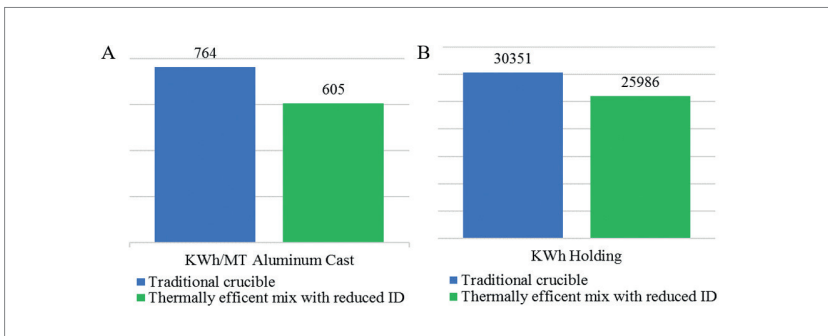 A
764
605
KWh/MT Aluminum Cast
Traditional crucible
Thermally efficent mix with reduced ID
B
30351
25986
KWh Holding
Traditional crucible
Thermally efficent mix with reduced ID